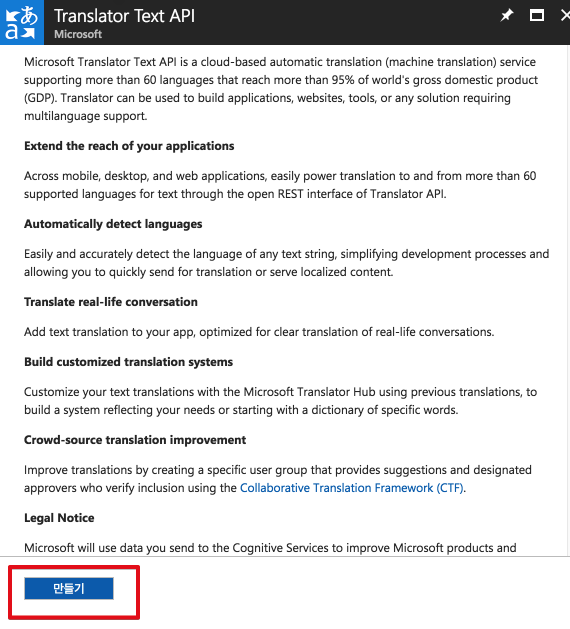 Translator Text API
Microsoft
Microsoft Translator Text API is a cloud-based automatic translation (machine translation) service
supporting more than 60 languages that reach more than 95% of world's gross domestic product
(GDP). Translator can be used to build applications, websites, tools, or any solution requiring
multilanguage support.
Extend the reach of your applications
Across mobile, desktop, and web applications, easily power translation to and from more than 60
supported languages for text through the open REST interface of Translator API.
Automatically detect languages
Easily and accurately detect the language of any text string, simplifying development processes and
allowing you to quickly send for translation or serve localized content.
Translate real-life conversation
Add text translation to your app, optimized for clear translation of real-life conversations.
Build customized translation systems
Customize your text translations with the Microsoft Translator Hub using previous translations, to
build a system reflecting your needs or starting with a dictionary of specific words.
Crowd-source translation improvement
Improve translations by creating a specific user group that provides suggestions and designated
approvers who verify inclusion using the Collaborative Translation Framework (CTF).
Legal Notice
Microsoft will use data you send to the Cognitive Services to improve Microsoft products and
만들기